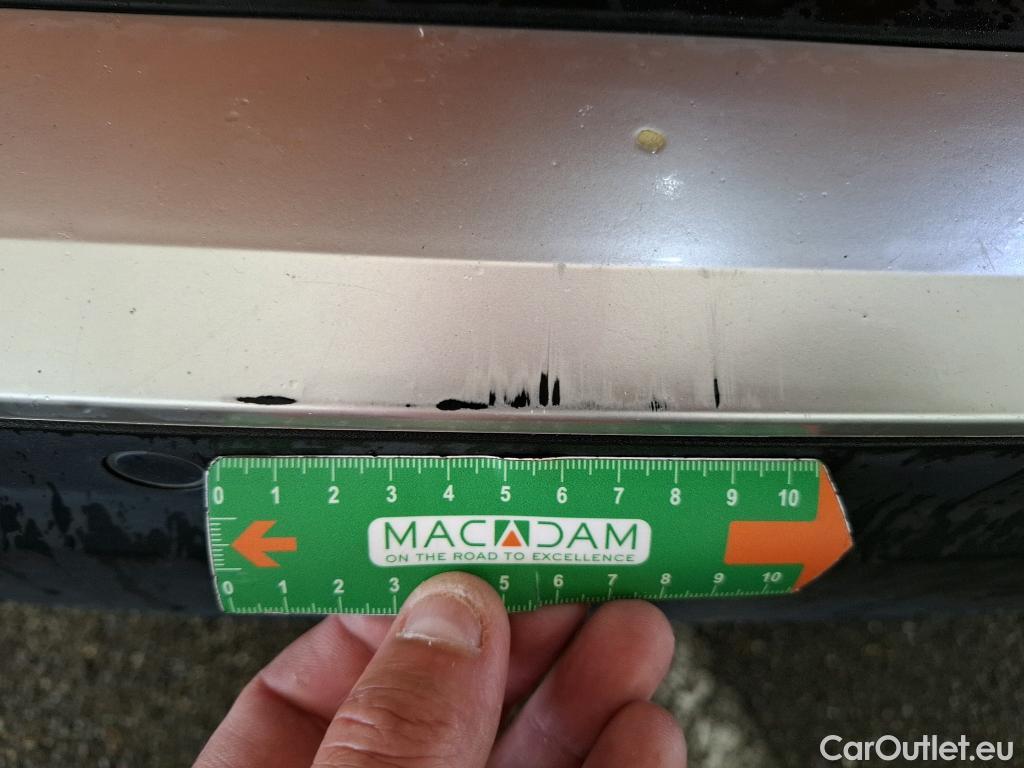 0 1 2 3 4 5 6 7 8 9 10
MACADAM
ON THE ROAD TO EXCELLENCE
0 1 2 3 5 6 7 8 9 10
CarOutlet.eu